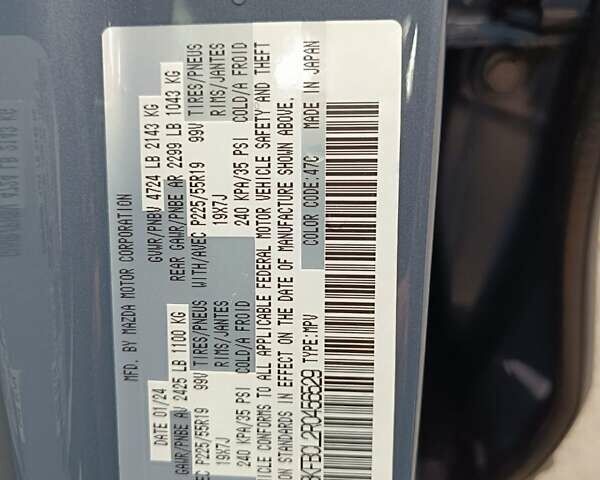 MFD. BY MAZDA MOTOR CORPORATION
DATE 01/24 GVWR/PNBV 4724 LB 2143 KG
GAWR/PNBE AV 2425 LB 1100 KG REAR GAWR/PNBE AR 2299 LB 1043 KG
AVEC P225/55R19 99V TIRES/PNEUS WITH/AVEC P225/55R19 99V TIRES/PNEUS
19X7J RIMS/JANTES 19X7J RIMS/JANTES
240 KPA/35 PSI COLD/A FROID 240 KPA/35 PSI COLD/A FROID
CONFORMS TO ALL APPLICABLE FEDERAL MOTOR VEHICLE SAFETY AND THEFT
ON STANDARDS IN EFFECT ON THE DATE OF MANUFACTURE SHOWN ABOVE.
TYPE:MPV COLOR CODE:47C MADE IN JAPAN